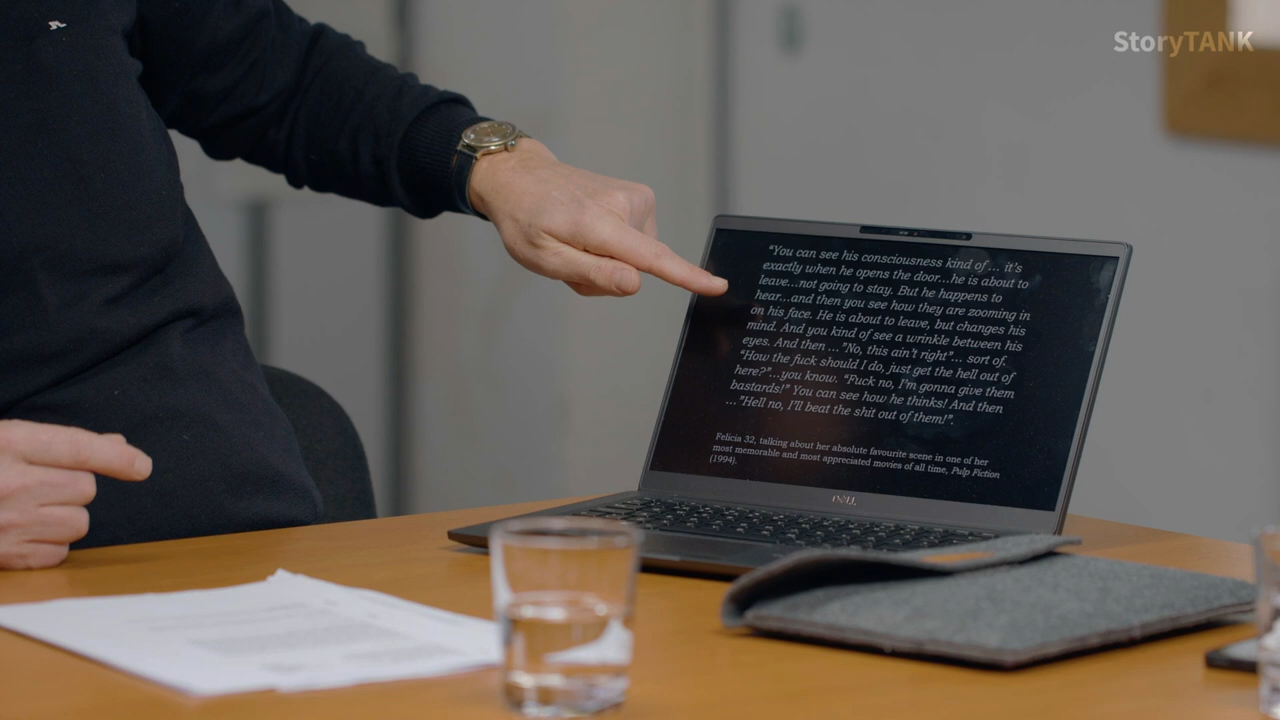 StoryTANK
“You can see his consciousness kind of… it’s
exactly when he opens the door…he is about to
leave…not going to stay. But he happens to
hear…and then you see how they are zooming in
on his face. He is about to leave, but changes his
mind. And you kind of see a wrinkle between his
eyes. And then …”No, this ain’t right”… sort of.
“How the fuck should I do, just get the hell out of
here?”…you know. “Fuck no, I’m gonna give them
bastards!” You can see how he thinks! And then
…”Hell no, I’ll beat the shit out of them!”.
Felicia 32, talking about her absolute favourite scene in one of her
most memorable and most appreciated movies of all time, Pulp Fiction
(1994).
DELL